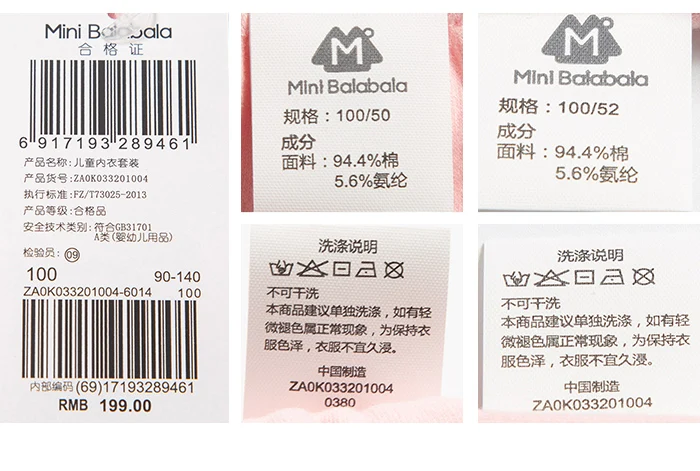 Mini Balabala
合格证
6 917193 289461
产品名称: 儿童内衣套装
产品货号: ZA0K033201004
执行标准: FZ/T73025-2013
产品等级: 合格品
安全技术类别: 符合GB31701
A类(婴幼儿用品)
检验员: 09
100 90-140
ZA0K033201004-6014 100
内部编码 (69)17193289461
RMB 199.00
M
Mini Balabala
规格: 100/50
成分
面料: 94.4%棉
5.6%氨纶
M
Mini Balabala
规格: 100/52
成分
面料: 94.4%棉
5.6%氨纶
洗涤说明
不可干洗
本商品建议单独洗涤, 如有轻
微褪色属正常现象, 为保持衣
服色泽, 衣服不宜久浸。
中国制造
ZA0K033201004
0380
洗涤说明
不可干洗
本商品建议单独洗涤, 如有轻
微褪色属正常现象, 为保持衣
服色泽, 衣服不宜久浸。
中国制造
ZA0K033201004